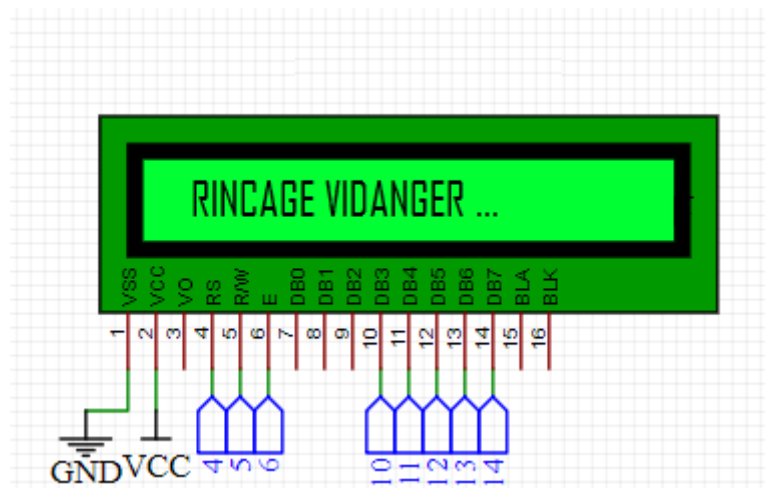 RINCAGE VIDANGER ...
VSS VCC VO RS R/W E DB0 DB1 DB2 DB3 DB4 DB5 DB6 DB7 BLA BLK
1 2 3 4 5 6 7 8 9 10 11 12 13 14 15 16
GND VCC 4 5 6 10 11 12 13 14